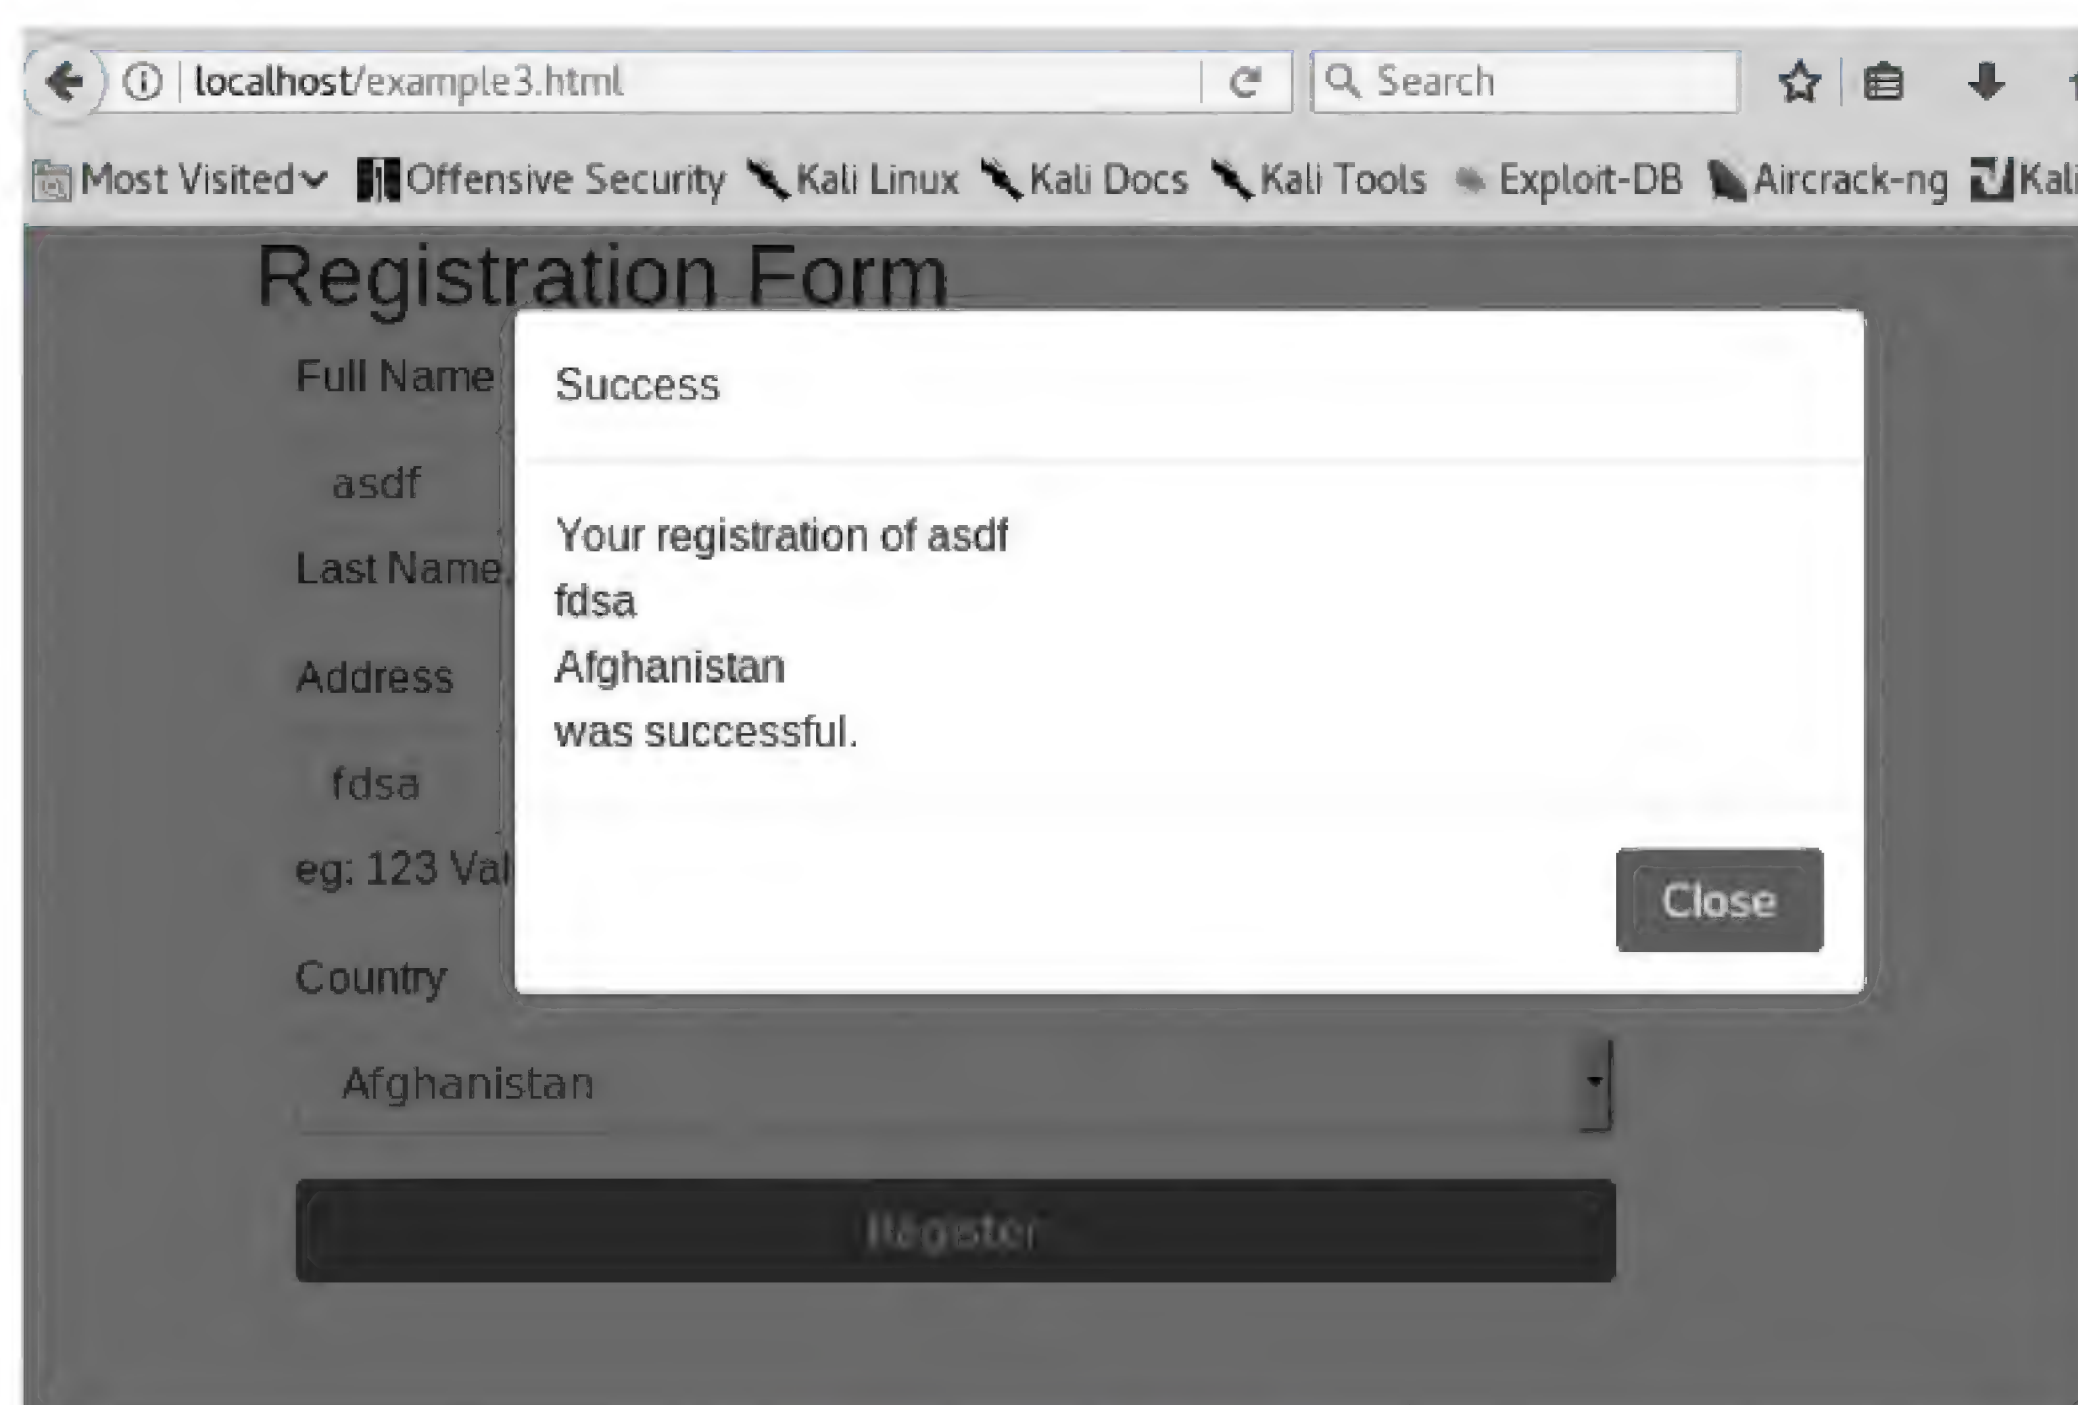 localhost/example3.html
Search
Most Visited
Offensive Security
Kali Linux
Kali Docs
Kali Tools
Exploit-DB
Aircrack-ng
Kali
Registration Form
Full Name
asdf
Last Name,
Address
fdsa
eg: 123 Val
Country
Afghanistan
Register
Success
Your registration of asdf
fdsa
Afghanistan
was successful.
Close